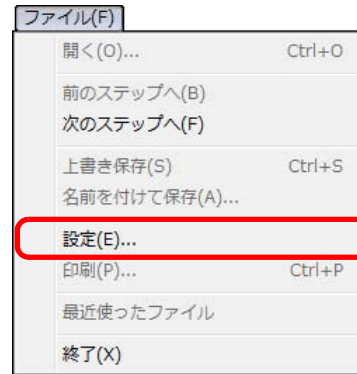 ファイル(F)
開く(O)... Ctrl+O
前のステップへ(B)
次のステップへ(F)
上書き保存(S) Ctrl+S
名前を付けて保存(A)...
設定(E)...
印刷(P)... Ctrl+P
最近使ったファイル
終了(X)